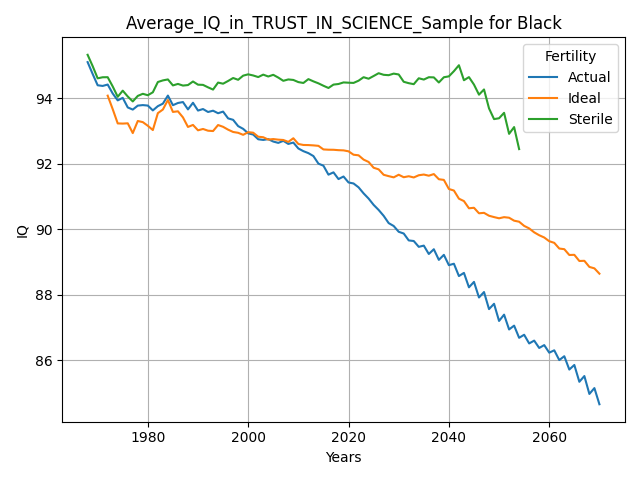 Average_IQ_in_TRUST_IN_SCIENCE_Sample for Black
Fertility
Actual
Ideal
Sterile
IQ
94
92
90
88
86
1980
2000
2020
2040
2060
Years